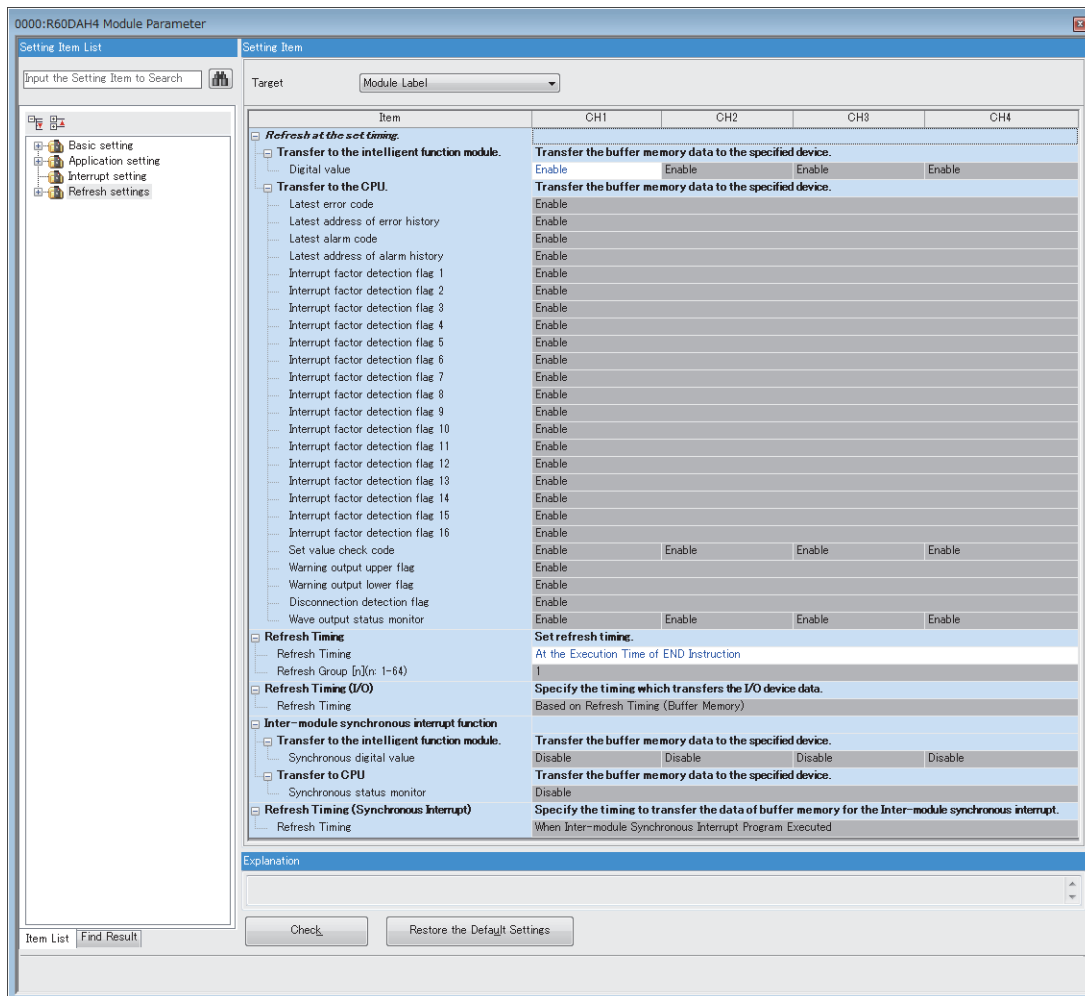 0000:R60DAH4 Module Parameter
Setting Item List
Input the Setting Item to Search
Basic setting
Application setting
Interrupt setting
Refresh settings
Item List Find Result
Setting Item
Target Module Label
Item CH1 CH2 CH3 CH4
Refresh at the set timing.
Transfer to the intelligent function module. Transfer the buffer memory data to the specified device.
Digital value Enable Enable Enable Enable
Transfer to the CPU. Transfer the buffer memory data to the specified device.
Latest error code Enable
Latest address of error history Enable
Latest alarm code Enable
Latest address of alarm history Enable
Interrupt factor detection flag 1 Enable
Interrupt factor detection flag 2 Enable
Interrupt factor detection flag 3 Enable
Interrupt factor detection flag 4 Enable
Interrupt factor detection flag 5 Enable
Interrupt factor detection flag 6 Enable
Interrupt factor detection flag 7 Enable
Interrupt factor detection flag 8 Enable
Interrupt factor detection flag 9 Enable
Interrupt factor detection flag 10 Enable
Interrupt factor detection flag 11 Enable
Interrupt factor detection flag 12 Enable
Interrupt factor detection flag 13 Enable
Interrupt factor detection flag 14 Enable
Interrupt factor detection flag 15 Enable
Interrupt factor detection flag 16 Enable
Set value check code Enable Enable Enable Enable
Warning output upper flag Enable
Warning output lower flag Enable
Disconnection detection flag Enable
Wave output status monitor Enable Enable Enable Enable
Refresh Timing Set refresh timing.
Refresh Timing At the Execution Time of END Instruction
Refresh Group [n](n: 1-64) 1
Refresh Timing (I/O) Specify the timing which transfers the I/O device data.
Refresh Timing Based on Refresh Timing (Buffer Memory)
Inter-module synchronous interrupt function
Transfer to the intelligent function module. Transfer the buffer memory data to the specified device.
Synchronous digital value Disable Disable Disable Disable
Transfer to CPU Transfer the buffer memory data to the specified device.
Synchronous status monitor Disable
Refresh Timing (Synchronous Interrupt) Specify the timing to transfer the data of buffer memory for the Inter-module synchronous interrupt.
Refresh Timing When Inter-module Synchronous Interrupt Program Executed
Explanation
Check Restore the Default Settings